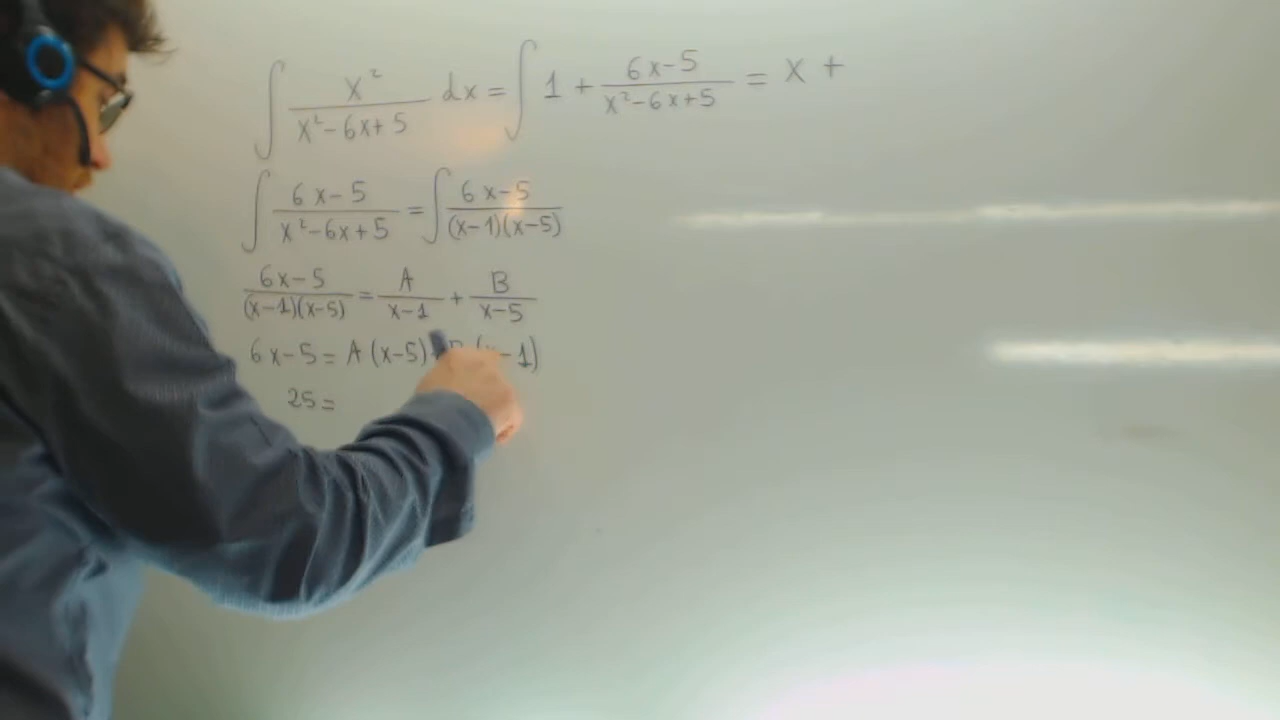 ∫ x²/(x²-6x+5) dx = ∫ 1 + (6x-5)/(x²-6x+5) = x +
∫ (6x-5)/(x²-6x+5) = ∫ (6x-5)/((x-1)(x-5))
(6x-5)/((x-1)(x-5)) = A/(x-1) + B/(x-5)
6x-5 = A(x-5) B(x-1)
25 =